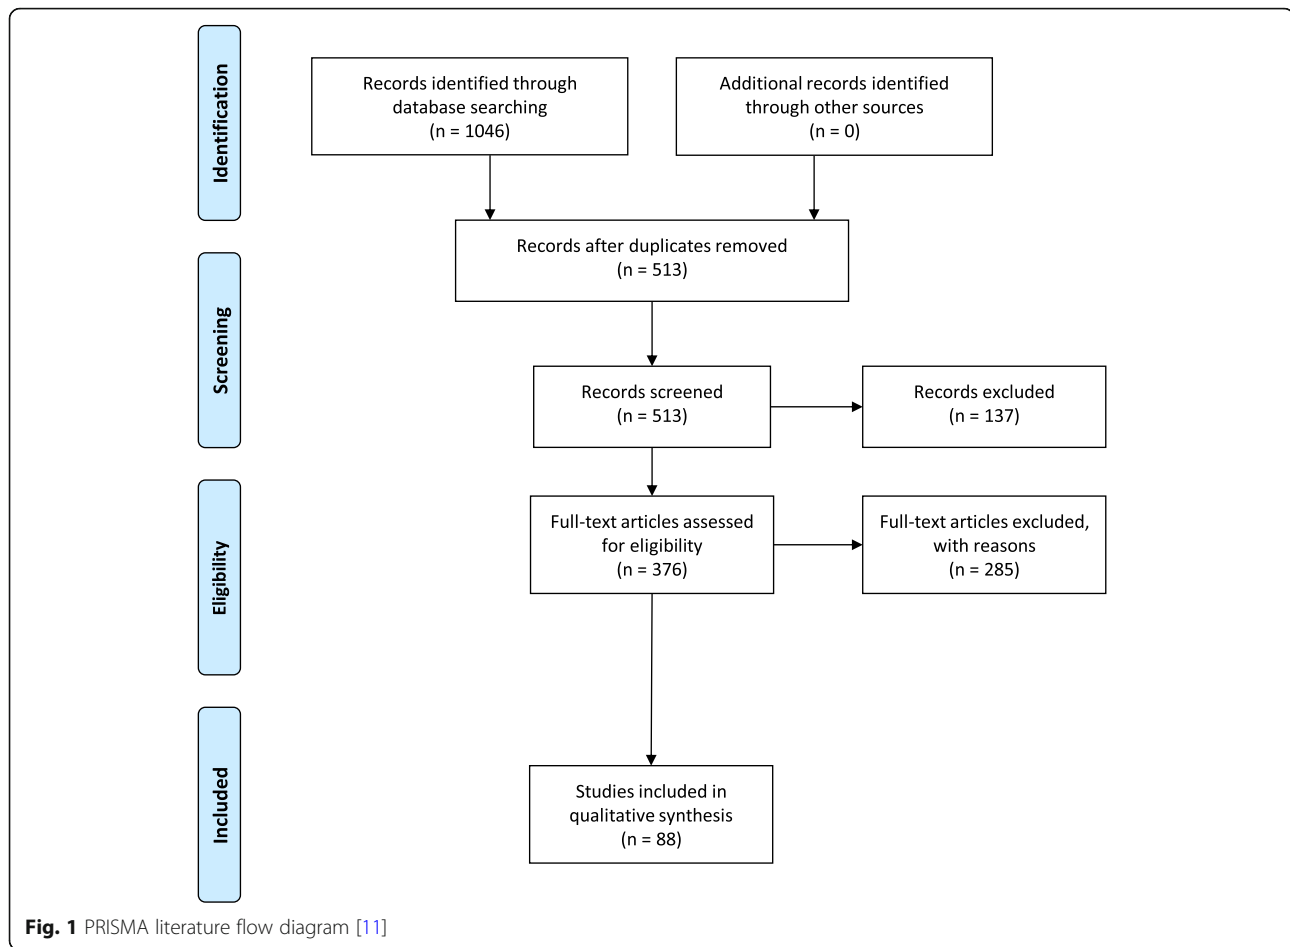 Identification
Records identified through
database searching
(n = 1046)
Additional records identified
through other sources
(n = 0)
Records after duplicates removed
(n = 513)
Screening
Records screened
(n = 513)
Records excluded
(n = 137)
Eligibility
Full-text articles assessed
for eligibility
(n = 376)
Full-text articles excluded,
with reasons
(n = 285)
Included
Studies included in
qualitative synthesis
(n = 88)
Fig. 1 PRISMA literature flow diagram [11]